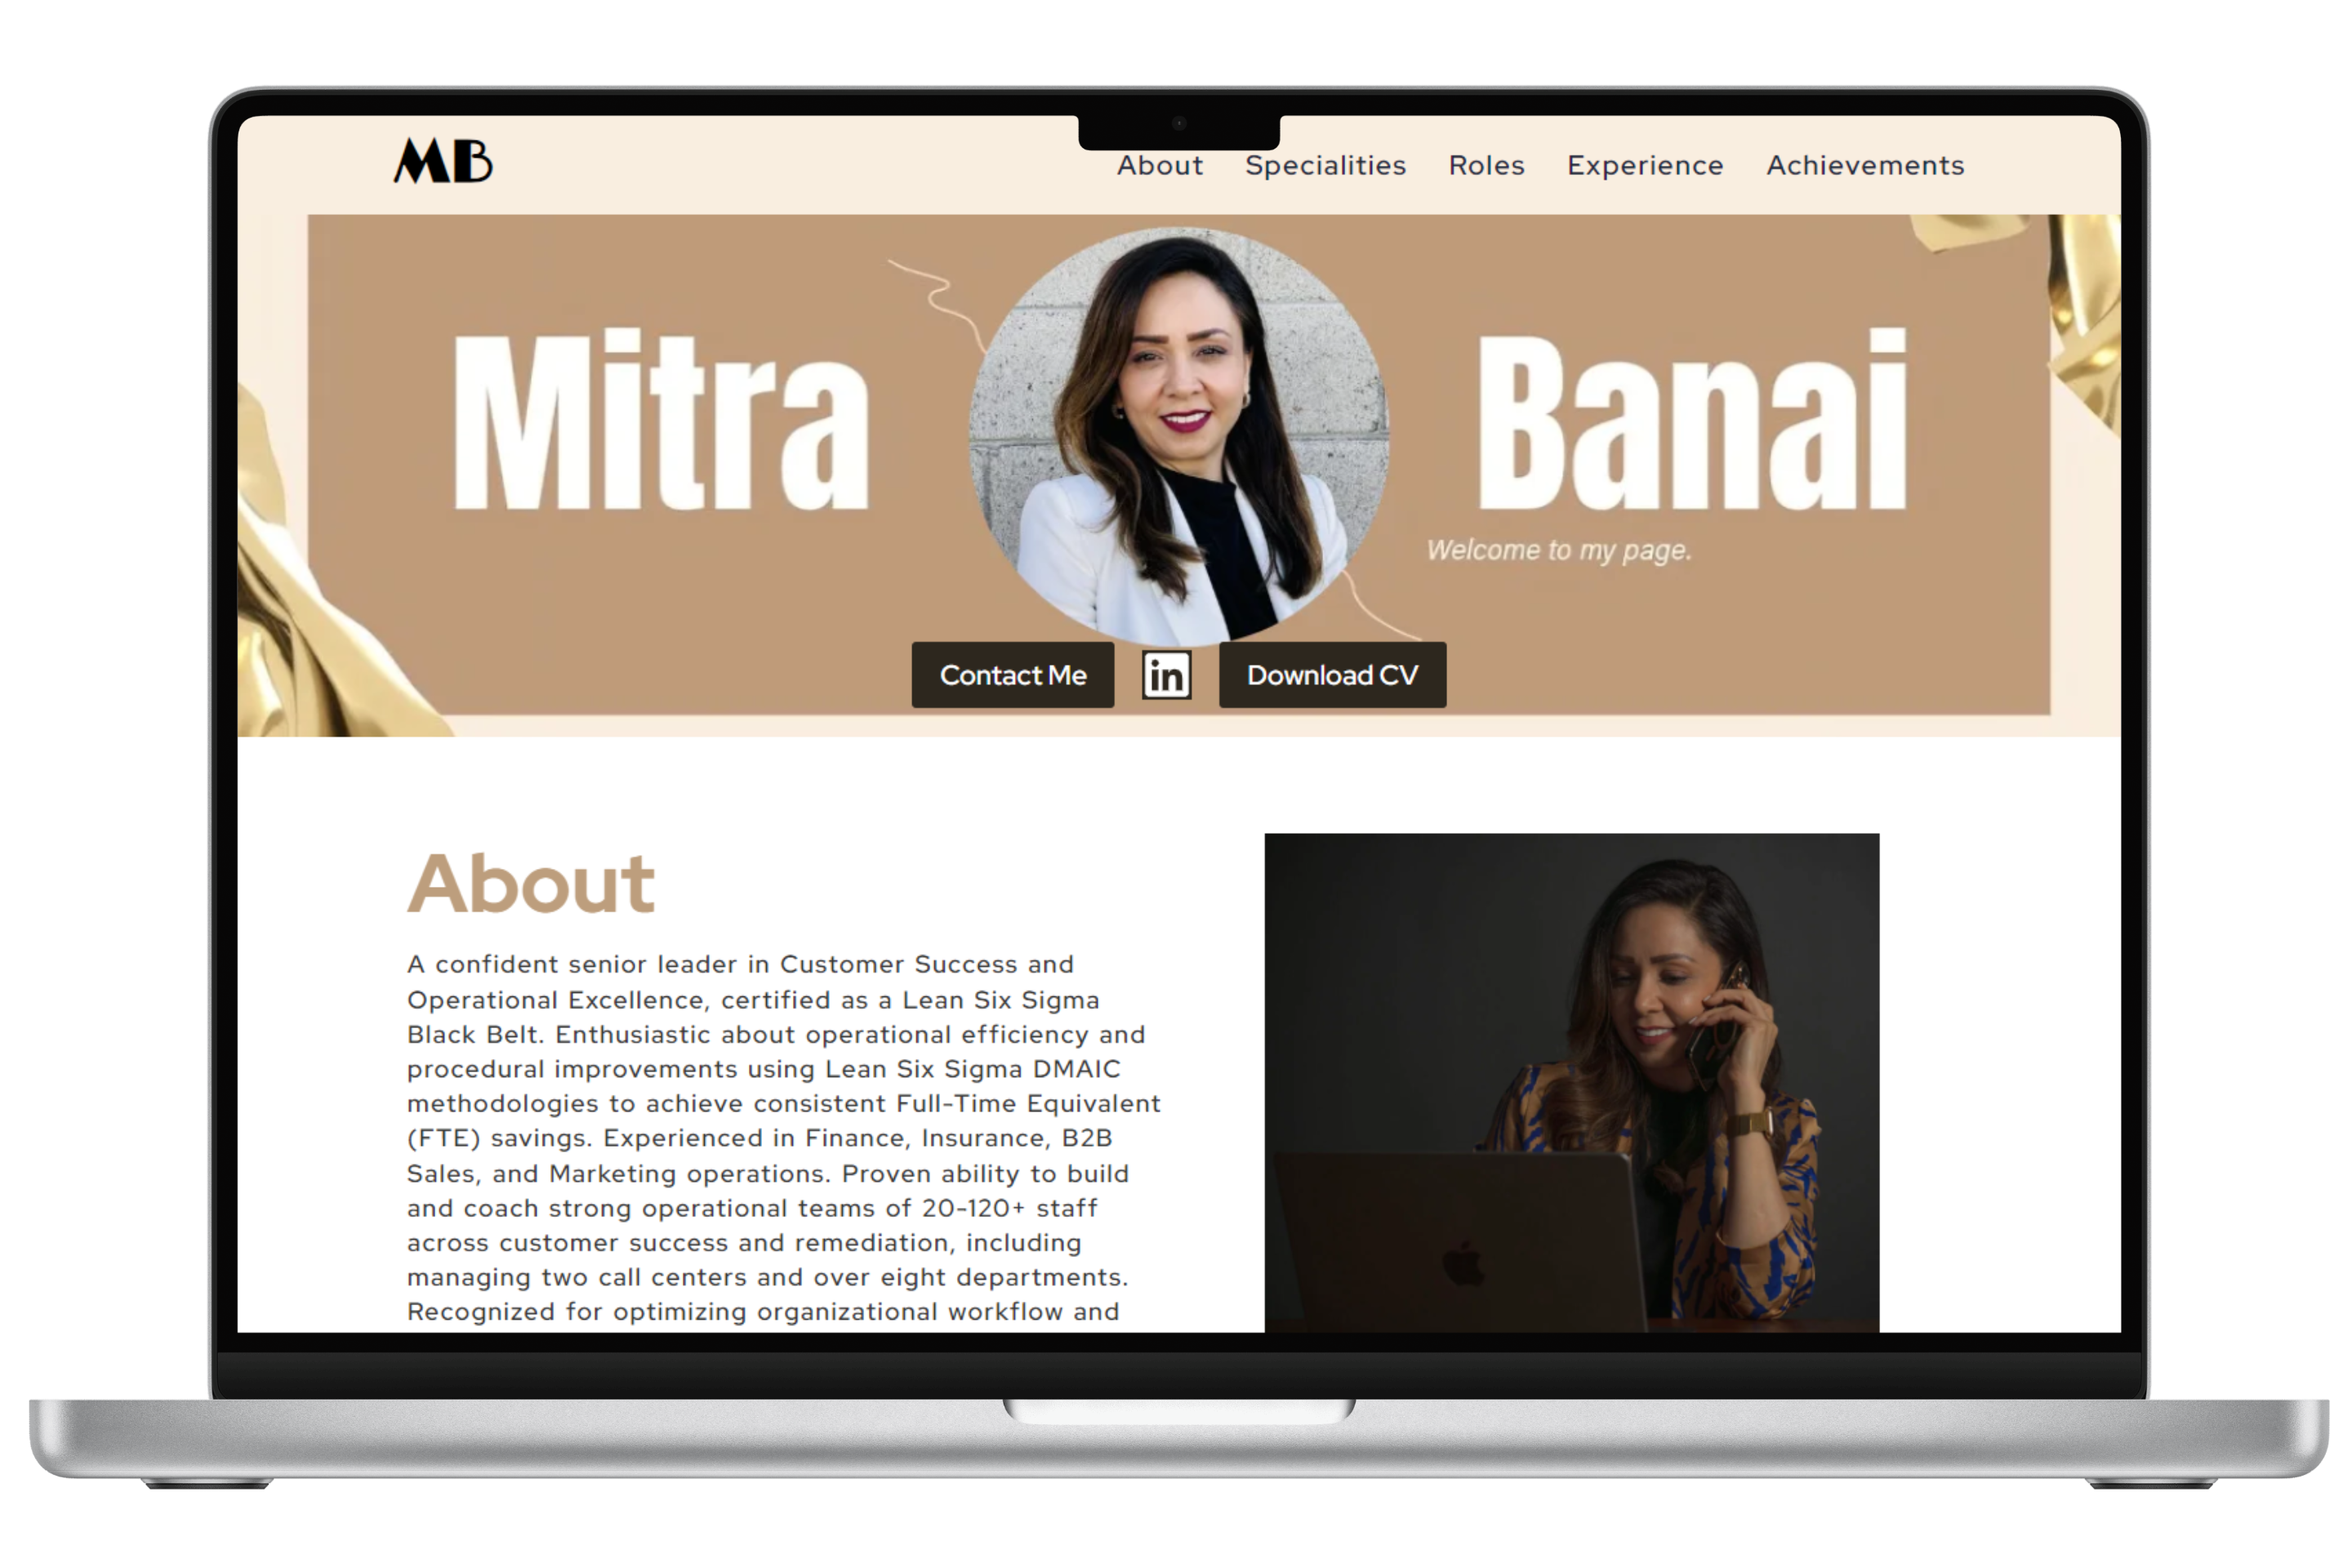 MB
About Specialities Roles Experience Achievements
Mitra Banai
Welcome to my page.
Contact Me in Download CV
About
A confident senior leader in Customer Success and
Operational Excellence, certified as a Lean Six Sigma
Black Belt. Enthusiastic about operational efficiency and
procedural improvements using Lean Six Sigma DMAIC
methodologies to achieve consistent Full-Time Equivalent
(FTE) savings. Experienced in Finance, Insurance, B2B
Sales, and Marketing operations. Proven ability to build
and coach strong operational teams of 20-120+ staff
across customer success and remediation, including
managing two call centers and over eight departments.
Recognized for optimizing organizational workflow and